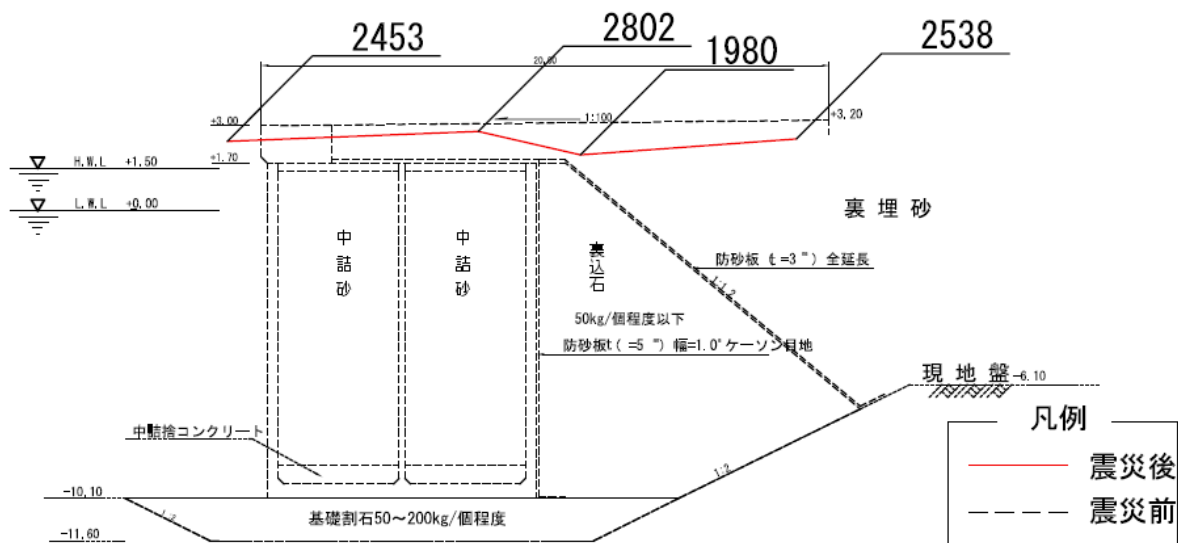 2453
2802
1980
2538
20.00
1:100
+3.00
+3.20
H.W.L +1.50
+1.70
L.W.L +0.00
裏埋砂
中詰砂
中詰砂
裏込石
防砂板(t=3 ") 全延長
1:1.2
50kg/個程度以下
防砂板t( =5 ") 幅=1.0"ケーソン目地
現地盤 -6.10
凡例
中詰捨コンクリート
震災後
1:2
-10.10
震災前
1:2
基礎割石50～200kg/個程度
-11.60